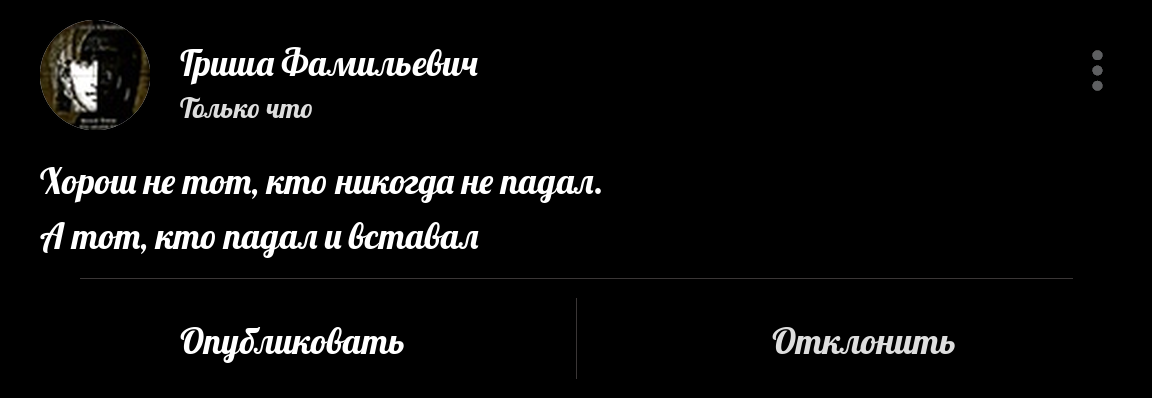 Гриша Фамильевич
Только что
Хорош не тот, кто никогда не падал.
А тот, кто падал и вставал
Опубликовать
Отклонить